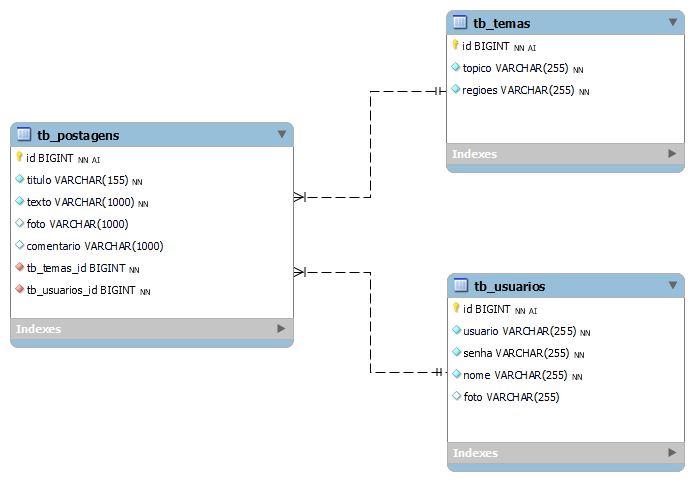 tb_temas
id BIGINT NN AI
topico VARCHAR(255) NN
regioes VARCHAR(255) NN
Indexes
tb_postagens
id BIGINT NN AI
titulo VARCHAR(155) NN
texto VARCHAR(1000) NN
foto VARCHAR(1000)
comentario VARCHAR(1000)
tb_temas_id BIGINT NN
tb_usuarios_id BIGINT NN
Indexes
tb_usuarios
id BIGINT NN AI
usuario VARCHAR(255) NN
senha VARCHAR(255) NN
nome VARCHAR(255) NN
foto VARCHAR(255)
Indexes